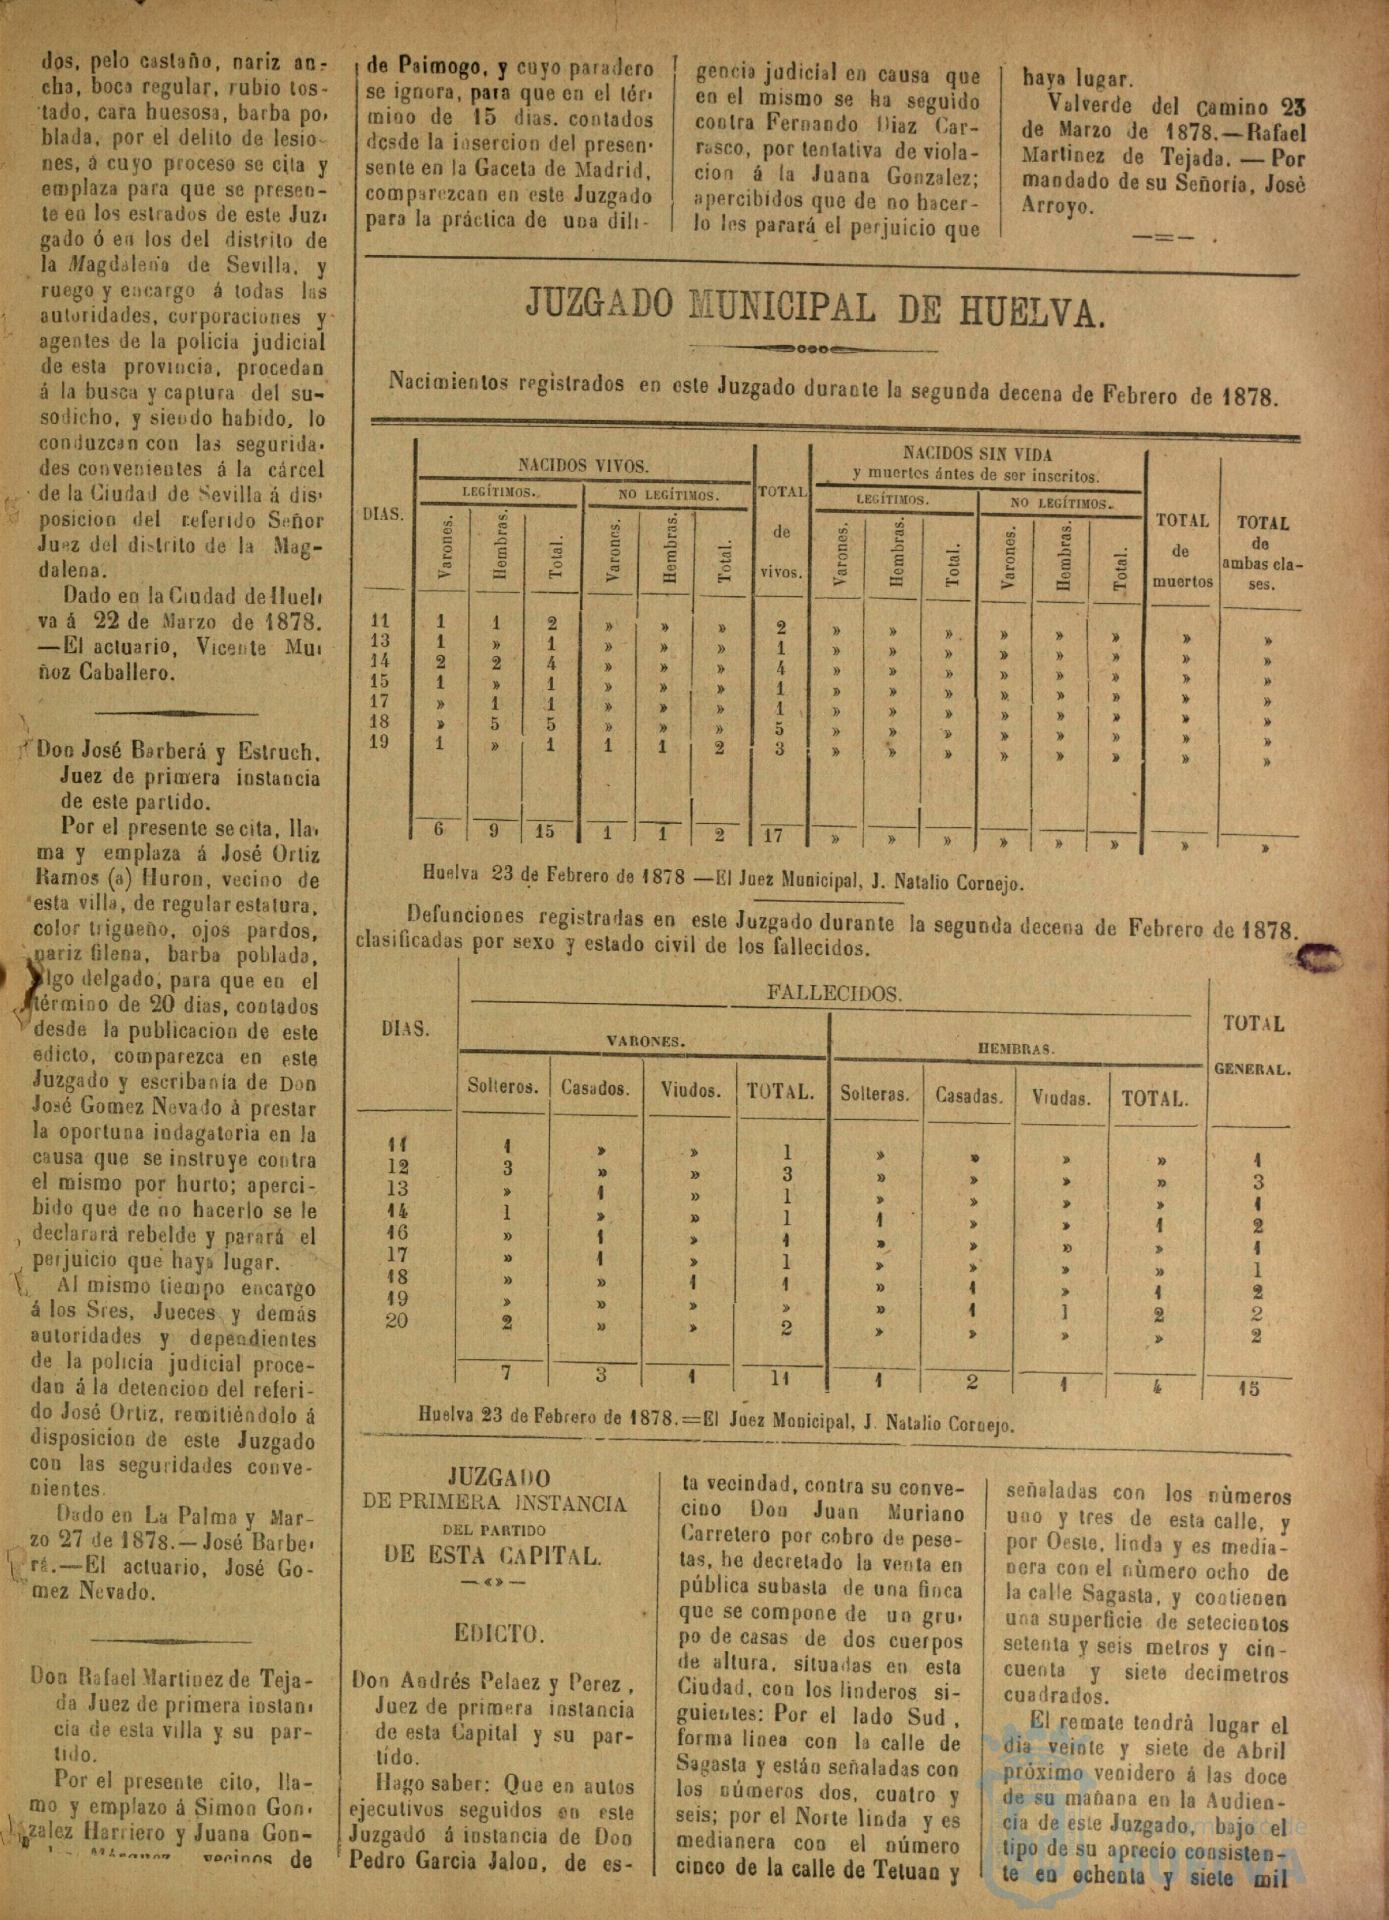 dos, pelo castaño, nariz an-
cha, boca regular, rubio tos-
tado, cara huesosa, barba po-
blada, por el delito de lesio-
nes, á cuyo proceso se cita y
emplaza para que se presen-
te en los estrados de este Juz-
gado ó en los del distrito de
la Magdalena de Sevilla, y
ruego y encargo á todas las
autoridades, corporaciones y
agentes de la policia judicial
de esta provincia, procedan
á la busca y captura del su-
sodicho, y siendo habido, lo
conduzcan con las segurida-
des convenientes á la cárcel
de la Ciudad de Sevilla á dis-
posicion del referido Señor
Juez del distrito de la Mag-
dalena.
Dado en la Ciudad de Huel-
va á 22 de Marzo de 1878.
—El actuario, Vicente Mu-
ñoz Caballero.
Don José Barberá y Estruch,
Juez de primera instancia
de este partido.
Por el presente se cita, lla-
ma y emplaza á José Ortiz
Ramos (a) Huron, vecino de
esta villa, de regular estatura,
color trigueño, ojos pardos,
nariz filena, barba poblada,
algo delgado, para que en el
término de 20 dias, contados
desde la publicacion de este
edicto, comparezca en este
Juzgado y escribanía de Don
José Gomez Nevado á prestar
la oportuna indagatoria en la
causa que se instruye contra
el mismo por hurto; aperci-
bido que de no hacerlo se le
declarará rebelde y parará el
perjuicio que haya lugar.
Al mismo tiempo encargo
á los Sres, Jueces y demás
autoridades y dependientes
de la policía judicial proce-
dan á la detencion del referi-
do José Ortiz, remitiéndolo á
disposicion de este Juzgado
con las seguridades conve-
nientes.
Dado en La Palma y Mar-
zo 27 de 1878.—José Barbe-
rá.—El actuario, José Go-
mez Nevado.
Don Rafael Martinez de Teja-
da Juez de primera instan-
cia de esta villa y su par-
tido.
Por el presente cito, lla-
mo y emplazo á Simon Gon-
zalez Harriero y Juana Gon-
vecinos de
de Paimogo, y cuyo paradero
se ignora, para que en el tér-
mino de 15 dias. contados
desde la insercion del presen-
sente en la Gaceta de Madrid,
comparezcan en este Juzgado
para la práctica de una dili-
gencia judicial en causa que
en el mismo se ha seguido
contra Fernando Diaz Car-
rasco, por tentativa de viola-
cion á la Juana Gonzalez;
apercibidos que de no hacer-
lo les parará el perjuicio que
haya lugar.
Valverde del Camino 23
de Marzo de 1878.—Rafael
Martinez de Tejada.—Por
mandado de su Señoría, José
Arroyo.
JUZGADO MUNICIPAL DE HUELVA.
Nacimientos registrados en este Juzgado durante la segunda decena de Febrero de 1878.
DIAS. NACIDOS VIVOS. TOTAL de vivos. NACIDOS SIN VIDA y muertos ántes de ser inscritos. TOTAL de muertos TOTAL de ambas cla-ses.
LEGÍTIMOS. NO LEGÍTIMOS. LEGÍTIMOS. NO LEGÍTIMOS.
Varones. Hembras. Total. Varones. Hembras. Total. Varones. Hembras. Total. Varones. Hembras. Total.
11 1 1 2 » » » 2 » » » » » » » »
13 1 » 1 » » » 1 » » » » » » » »
14 2 2 4 » » » 4 » » » » » » » »
15 1 » 1 » » » 1 » » » » » » » »
17 » 1 1 » » » 1 » » » » » » » »
18 » 5 5 » » » 5 » » » » » » » »
19 1 » 1 1 1 2 3 » » » » » » » »
6 9 15 1 1 2 17 » » » » » » » »
Huelva 23 de Febrero de 1878 —El Juez Municipal, J. Natalio Cornejo.
Defunciones registradas en este Juzgado durante la segunda decena de Febrero de 1878.
clasificadas por sexo y estado civil de los fallecidos.
DIAS. FALLECIDOS. TOTAL GENERAL.
VARONES. HEMBRAS.
Solteros. Casados. Viudos. TOTAL. Solteras. Casadas. Viudas. TOTAL.
11 1 » » 1 » » » » 1
12 3 » » 3 » » » » 3
13 » 1 » 1 » » » » 1
14 1 » » 1 1 » » 1 2
16 » 1 » 1 » » » » 1
17 » 1 » 1 » » » » 1
18 » » 1 1 » 1 » 1 2
19 » » » » » 1 1 2 2
20 2 » » 2 » » » » 2
7 3 1 11 1 2 1 4 15
Huelva 23 de Febrero de 1878.=El Juez Municipal, J. Natalio Cornejo.
JUZGADO
DE PRIMERA INSTANCIA
DEL PARTIDO
DE ESTA CAPITAL.
—«»—
EDICTO.
Don Andrés Pelaez y Perez,
Juez de primera instancia
de esta Capital y su par-
tido.
Hago saber: Que en autos
ejecutivos seguidos en este
Juzgado á instancia de Don
Pedro Garcia Jalon, de es-
ta vecindad, contra su conve-
cino Don Juan Muriano
Carretero por cobro de pese-
tas, he decretado la venta en
pública subasta de una finca
que se compone de un gru-
po de casas de dos cuerpos
de altura, situadas en esta
Ciudad, con los linderos si-
guientes: Por el lado Sud,
forma linea con la calle de
Sagasta y están señaladas con
los números dos, cuatro y
seis; por el Norte linda y es
medianera con el número
cinco de la calle de Tetuan y
señaladas con los números
uno y tres de esta calle, y
por Oeste, linda y es media-
nera con el número ocho de
la calle Sagasta, y contienen
una superficie de setecientos
setenta y seis metros y cin-
cuenta y siete decimetros
cuadrados.
El remate tendrá lugar el
dia veinte y siete de Abril
próximo venidero á las doce
de su mañana en la Audien-
cia de este Juzgado, bajo el
tipo de su aprecio consisten-
te en ochenta y siete mil